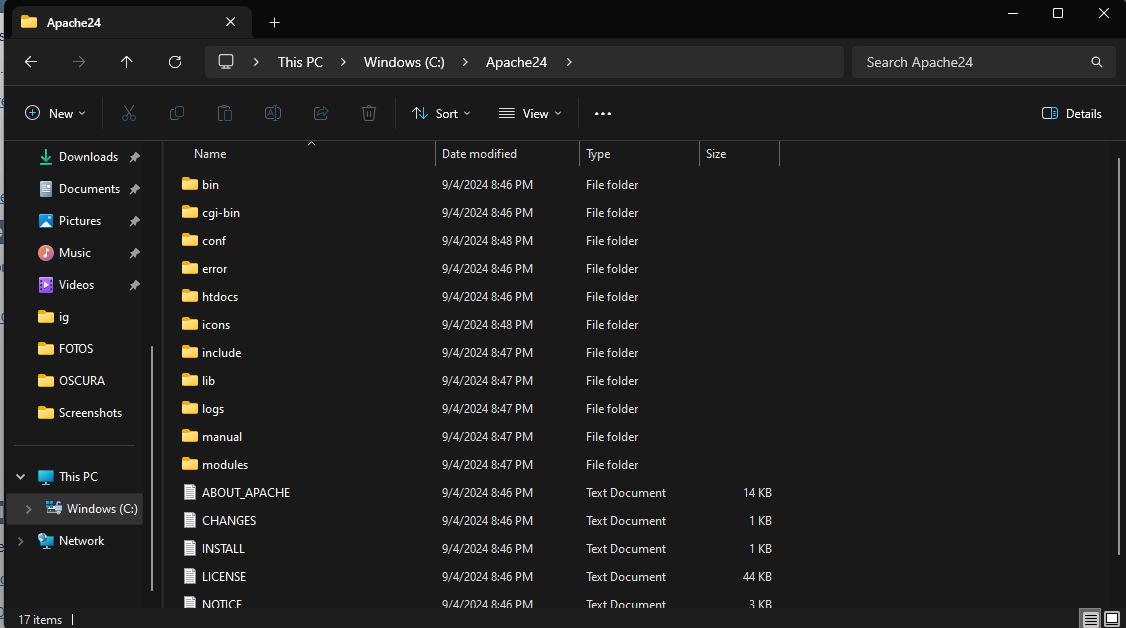 Apache24
This PC
Windows (C:)
Apache24
Search Apache24
New
Sort
View
Details
Downloads
Documents
Pictures
Music
Videos
ig
FOTOS
OSCURA
Screenshots
This PC
Windows (C:)
Network
Name Date modified Type Size
bin 9/4/2024 8:46 PM File folder
cgi-bin 9/4/2024 8:46 PM File folder
conf 9/4/2024 8:48 PM File folder
error 9/4/2024 8:46 PM File folder
htdocs 9/4/2024 8:46 PM File folder
icons 9/4/2024 8:48 PM File folder
include 9/4/2024 8:47 PM File folder
lib 9/4/2024 8:47 PM File folder
logs 9/4/2024 8:47 PM File folder
manual 9/4/2024 8:47 PM File folder
modules 9/4/2024 8:47 PM File folder
ABOUT_APACHE 9/4/2024 8:46 PM Text Document 14 KB
CHANGES 9/4/2024 8:46 PM Text Document 1 KB
INSTALL 9/4/2024 8:46 PM Text Document 1 KB
LICENSE 9/4/2024 8:46 PM Text Document 44 KB
NOTICE 9/4/2024 8:46 PM Text Document 3 KB
17 items